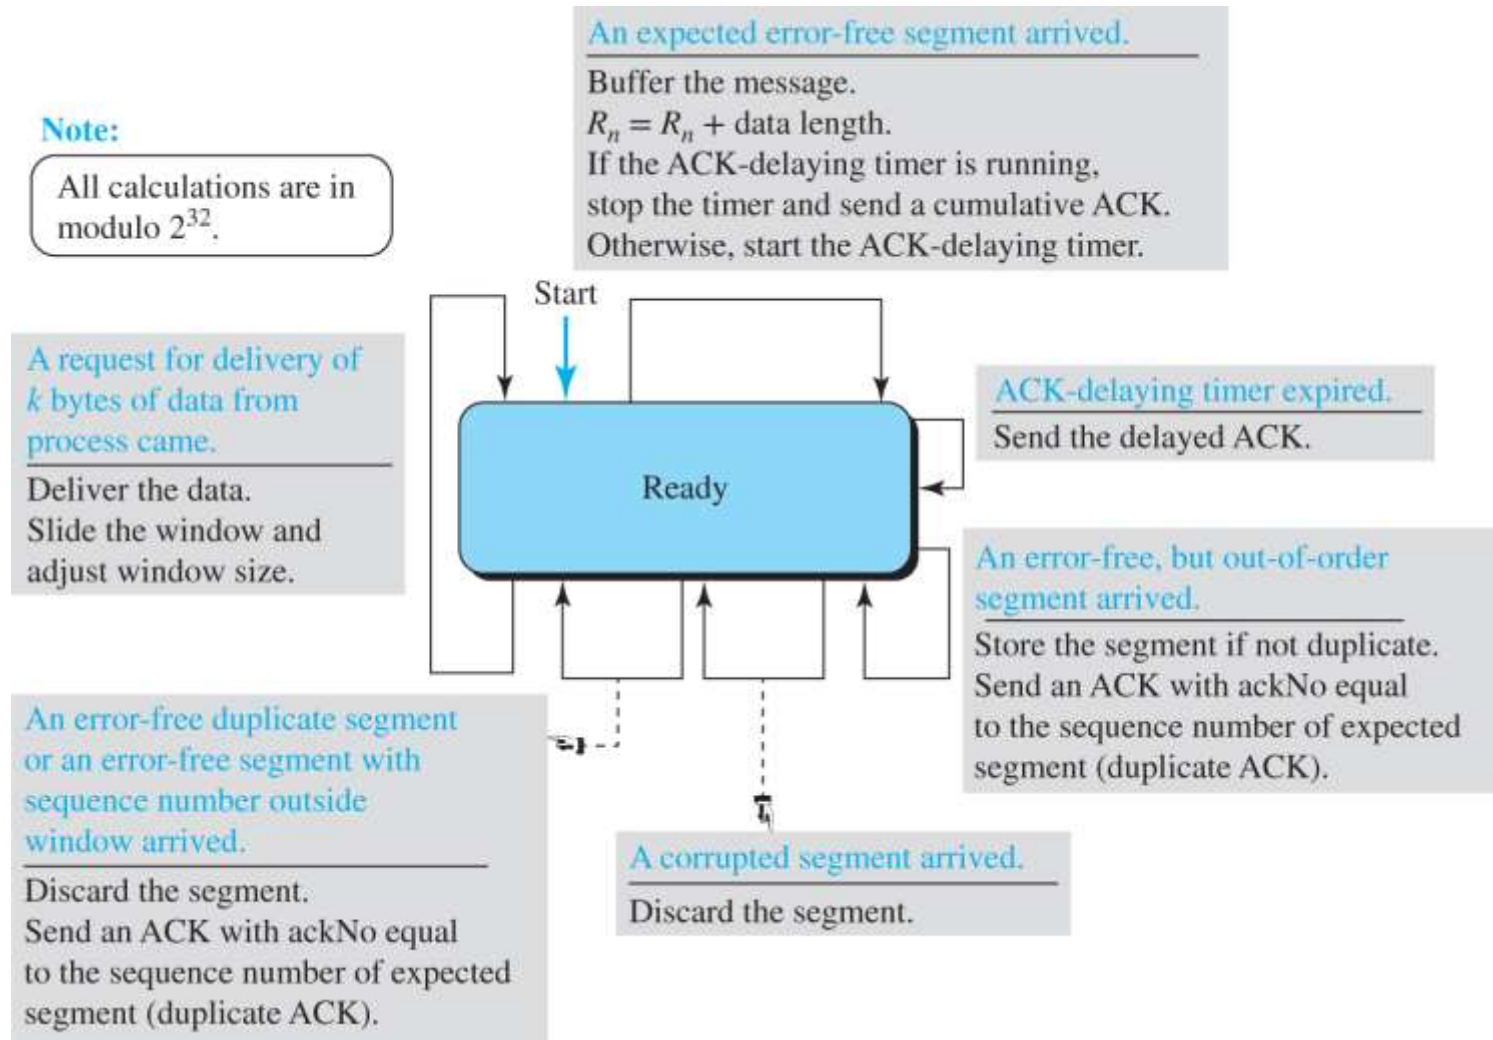 An expected error-free segment arrived.
Buffer the message.
Rₙ = Rₙ + data length.
If the ACK-delaying timer is running,
stop the timer and send a cumulative ACK.
Otherwise, start the ACK-delaying timer.
Note:
All calculations are in
modulo 2³².
Start
A request for delivery of
k bytes of data from
process came.
Deliver the data.
Slide the window and
adjust window size.
Ready
ACK-delaying timer expired.
Send the delayed ACK.
An error-free, but out-of-order
segment arrived.
Store the segment if not duplicate.
Send an ACK with ackNo equal
to the sequence number of expected
segment (duplicate ACK).
An error-free duplicate segment
or an error-free segment with
sequence number outside
window arrived.
Discard the segment.
Send an ACK with ackNo equal
to the sequence number of expected
segment (duplicate ACK).
A corrupted segment arrived.
Discard the segment.